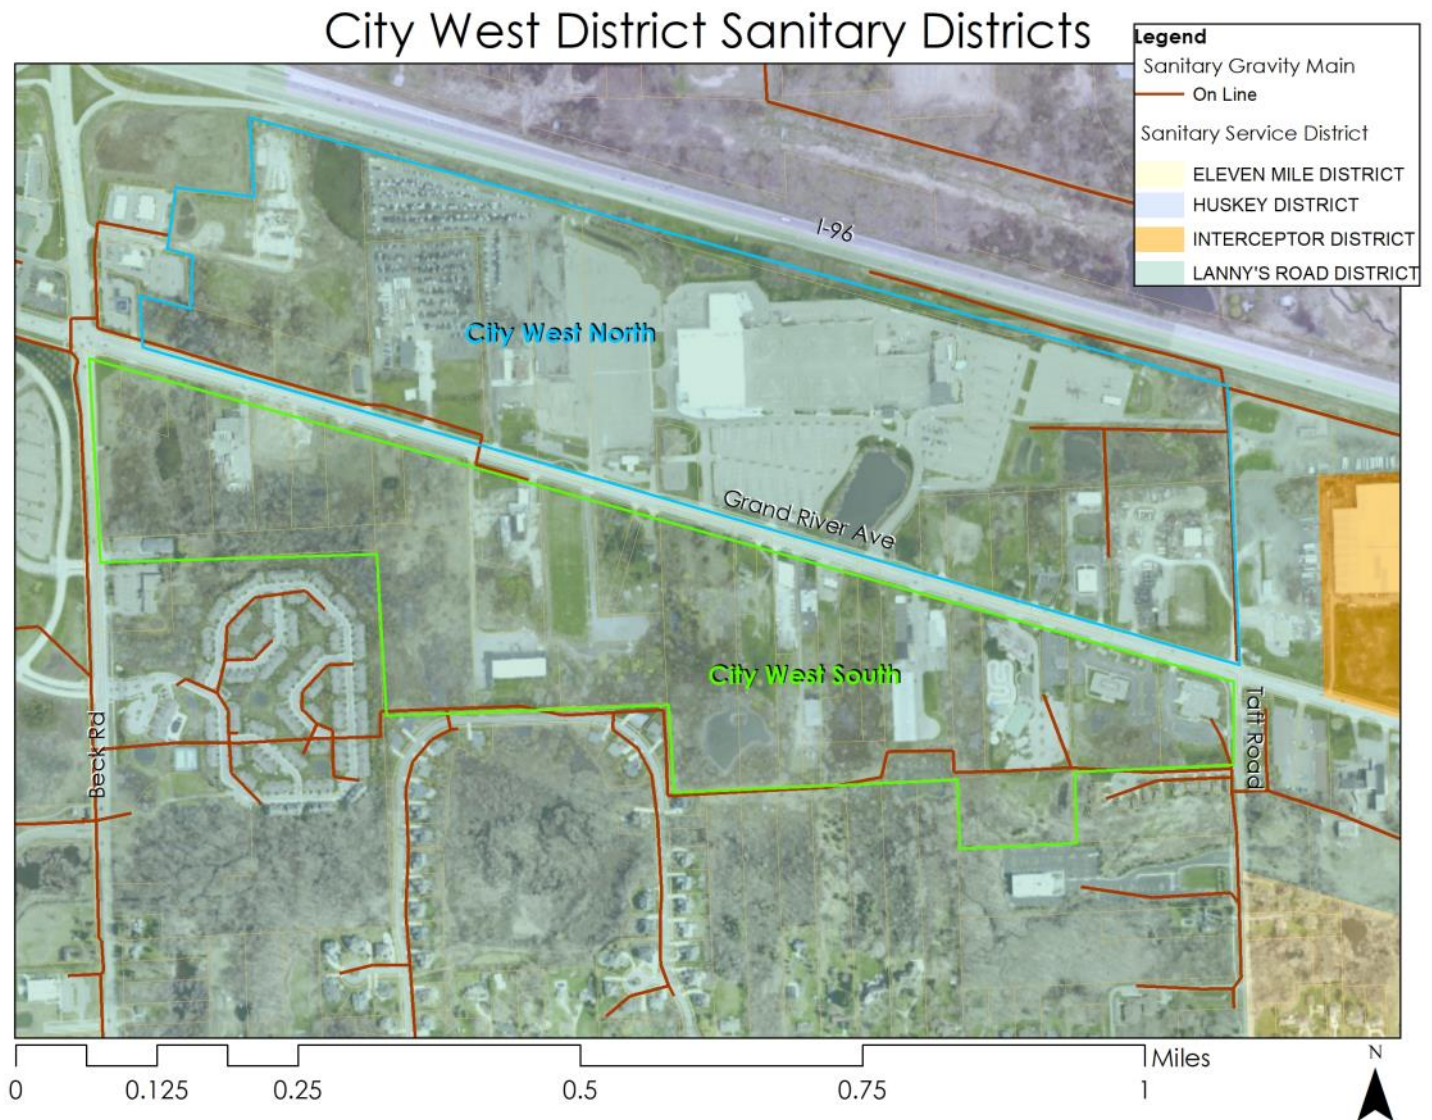 City West District Sanitary Districts
Legend
Sanitary Gravity Main
On Line
Sanitary Service District
ELEVEN MILE DISTRICT
HUSKEY DISTRICT
INTERCEPTOR DISTRICT
LANNY'S ROAD DISTRICT
I-96
City West North
Grand River Ave
City West South
Beck Rd
Taft Road
Miles
N
0
0.125
0.25
0.5
0.75
1